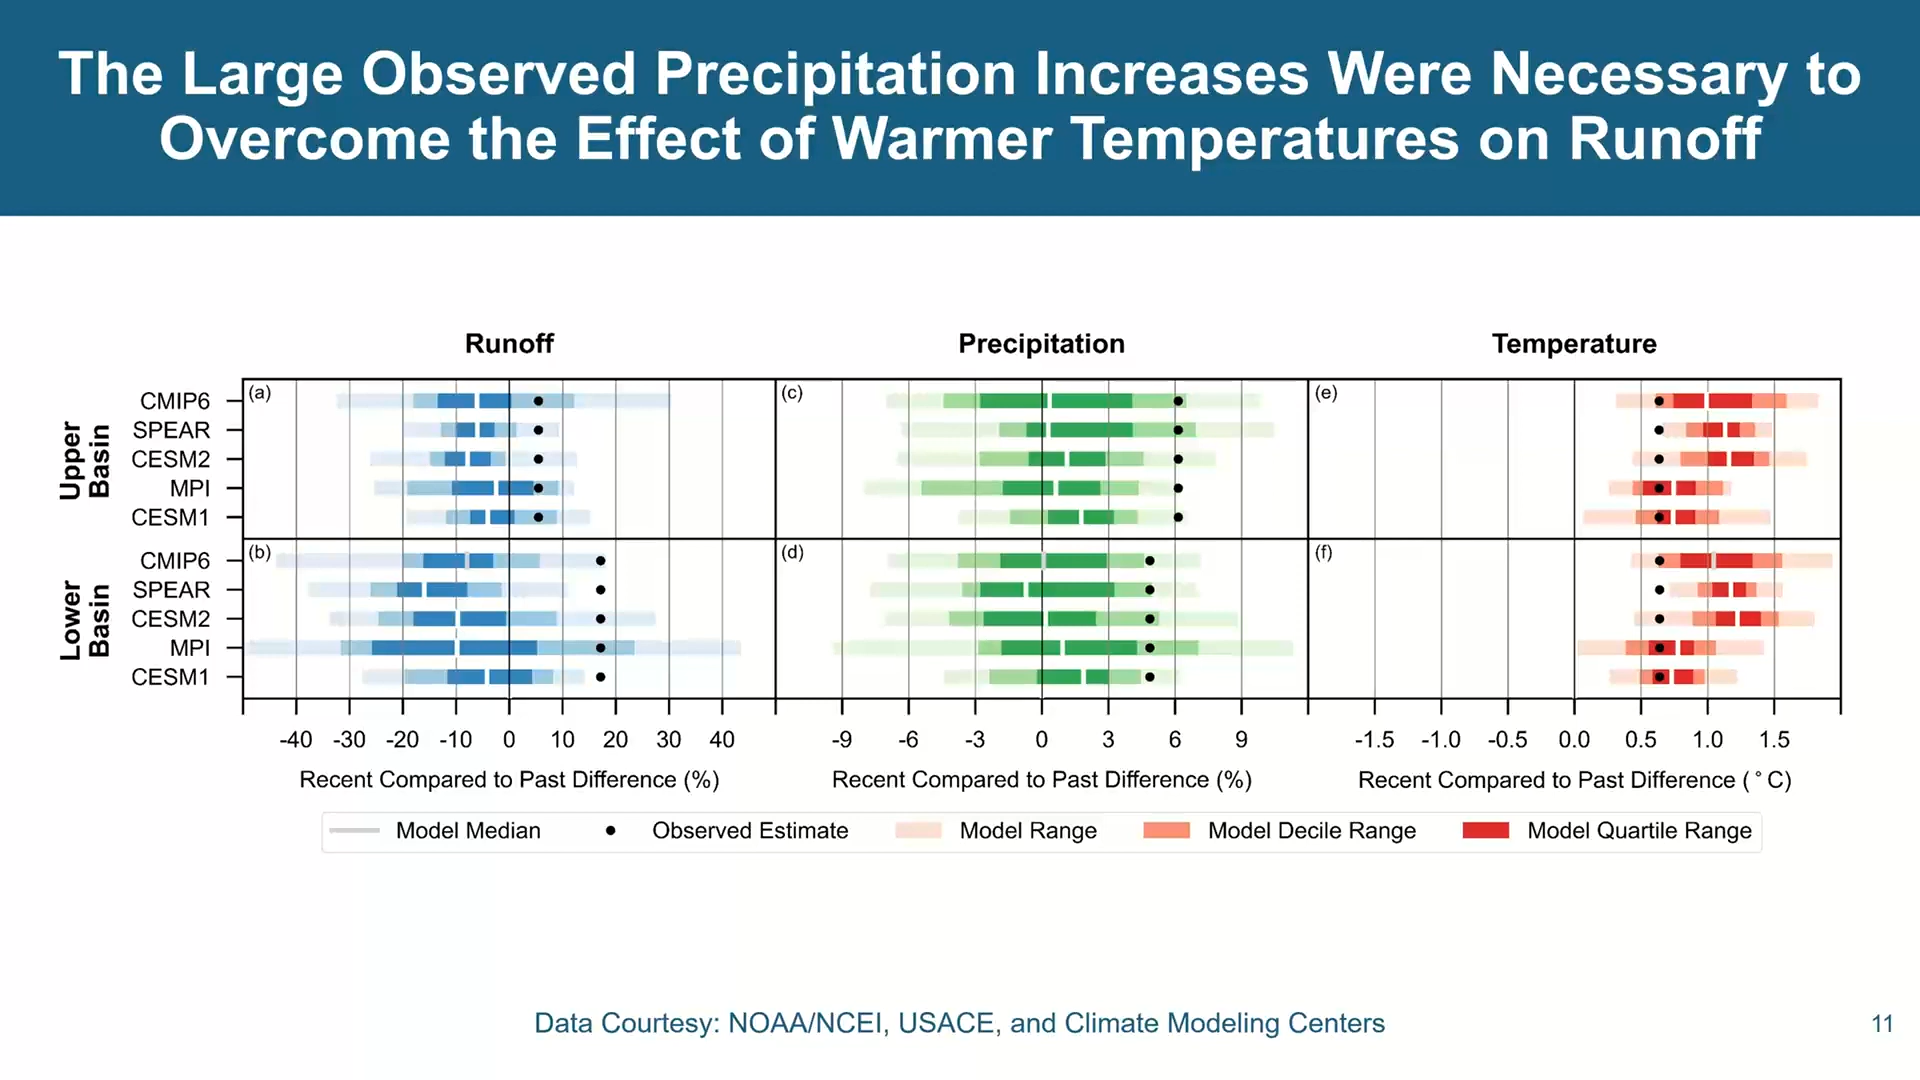 The Large Observed Precipitation Increases Were Necessary to
Overcome the Effect of Warmer Temperatures on Runoff
Runoff
Precipitation
Temperature
Upper
Basin
CMIP6
SPEAR
CESM2
MPI
CESM1
Lower
Basin
CMIP6
SPEAR
CESM2
MPI
CESM1
(a)
(c)
(e)
(b)
(d)
(f)
-40 -30 -20 -10 0 10 20 30 40
-9 -6 -3 0 3 6 9
-1.5 -1.0 -0.5 0.0 0.5 1.0 1.5
Recent Compared to Past Difference (%)
Recent Compared to Past Difference (%)
Recent Compared to Past Difference (°C)
Model Median
Observed Estimate
Model Range
Model Decile Range
Model Quartile Range
Data Courtesy: NOAA/NCEI, USACE, and Climate Modeling Centers
11